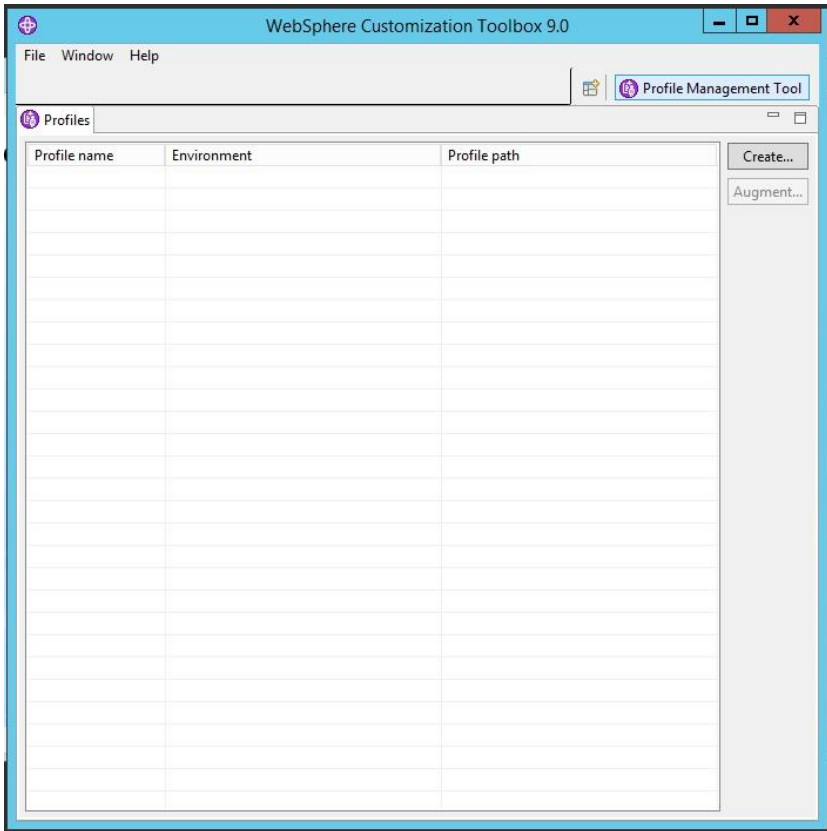 WebSphere Customization Toolbox 9.0
File Window Help
Profile Management Tool
Profiles
Profile name Environment Profile path
Create...
Augment...